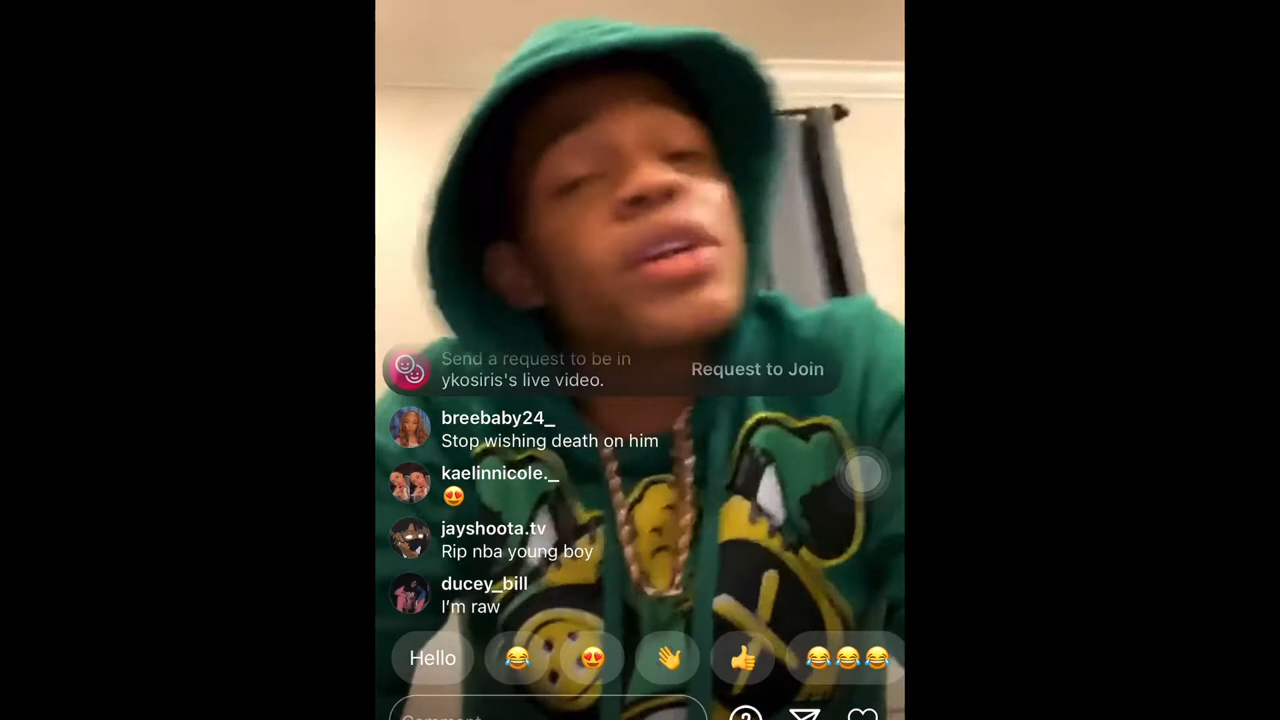 Send a request to be in
ykosiris's live video.
Request to Join
breebaby24_
Stop wishing death on him
kaelinnicole._
😍
jayshoota.tv
Rip nba young boy
ducey_bill
I'm raw
Hello 😂 😍 👋 👍 😂😂😂
Comment